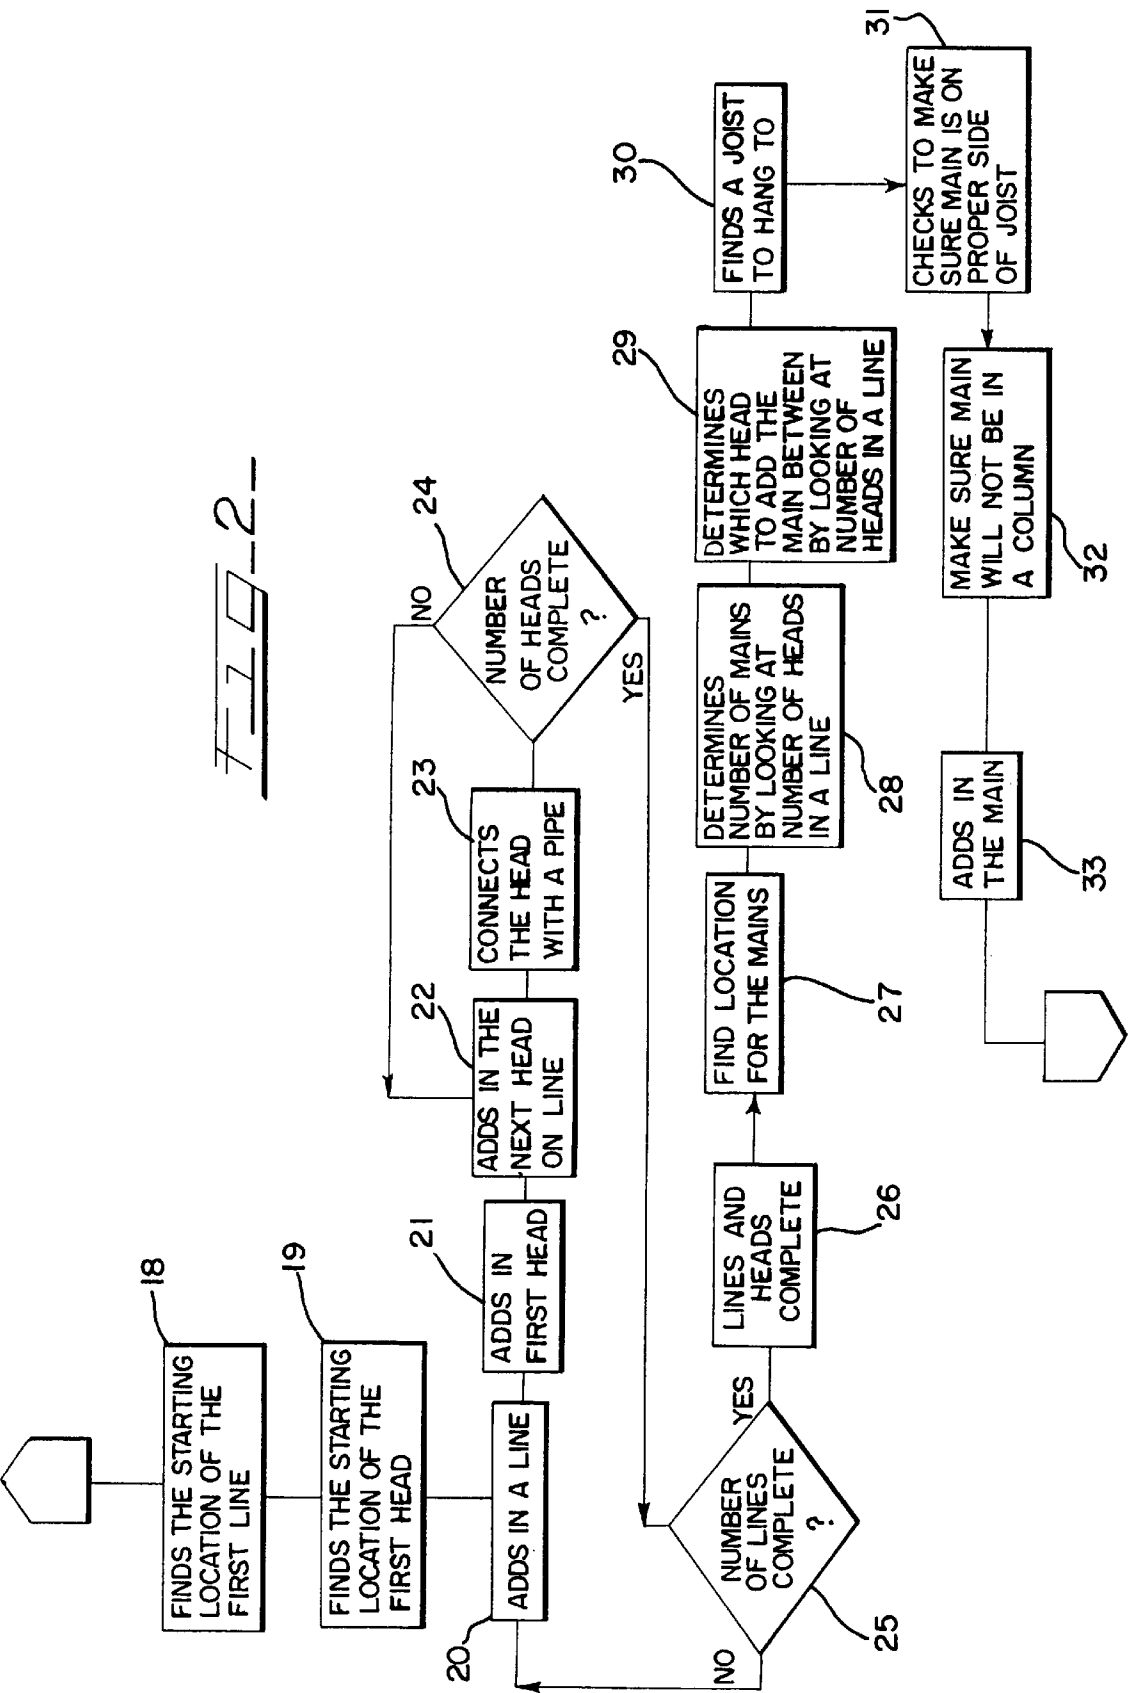 FIG. 2
18
FINDS THE STARTING
LOCATION OF THE
FIRST LINE
19
FINDS THE STARTING
LOCATION OF THE
FIRST HEAD
20
ADDS IN A LINE
21
ADDS IN
FIRST HEAD
22
ADDS IN THE
NEXT HEAD
ON LINE
23
CONNECTS
THE HEAD
WITH A PIPE
24
NUMBER
OF HEADS
COMPLETE
?
NO
YES
25
NUMBER
OF LINES
COMPLETE
?
NO
YES
26
LINES AND
HEADS
COMPLETE
27
FIND LOCATION
FOR THE MAINS
28
DETERMINES
NUMBER OF MAINS
BY LOOKING AT
NUMBER OF HEADS
IN A LINE
29
DETERMINES
WHICH HEAD
TO ADD THE
MAIN BETWEEN
BY LOOKING AT
NUMBER OF
HEADS IN A LINE
30
FINDS A JOIST
TO HANG TO
31
CHECKS TO MAKE
SURE MAIN IS ON
PROPER SIDE
OF JOIST
32
MAKE SURE MAIN
WILL NOT BE IN
A COLUMN
33
ADDS IN
THE MAIN